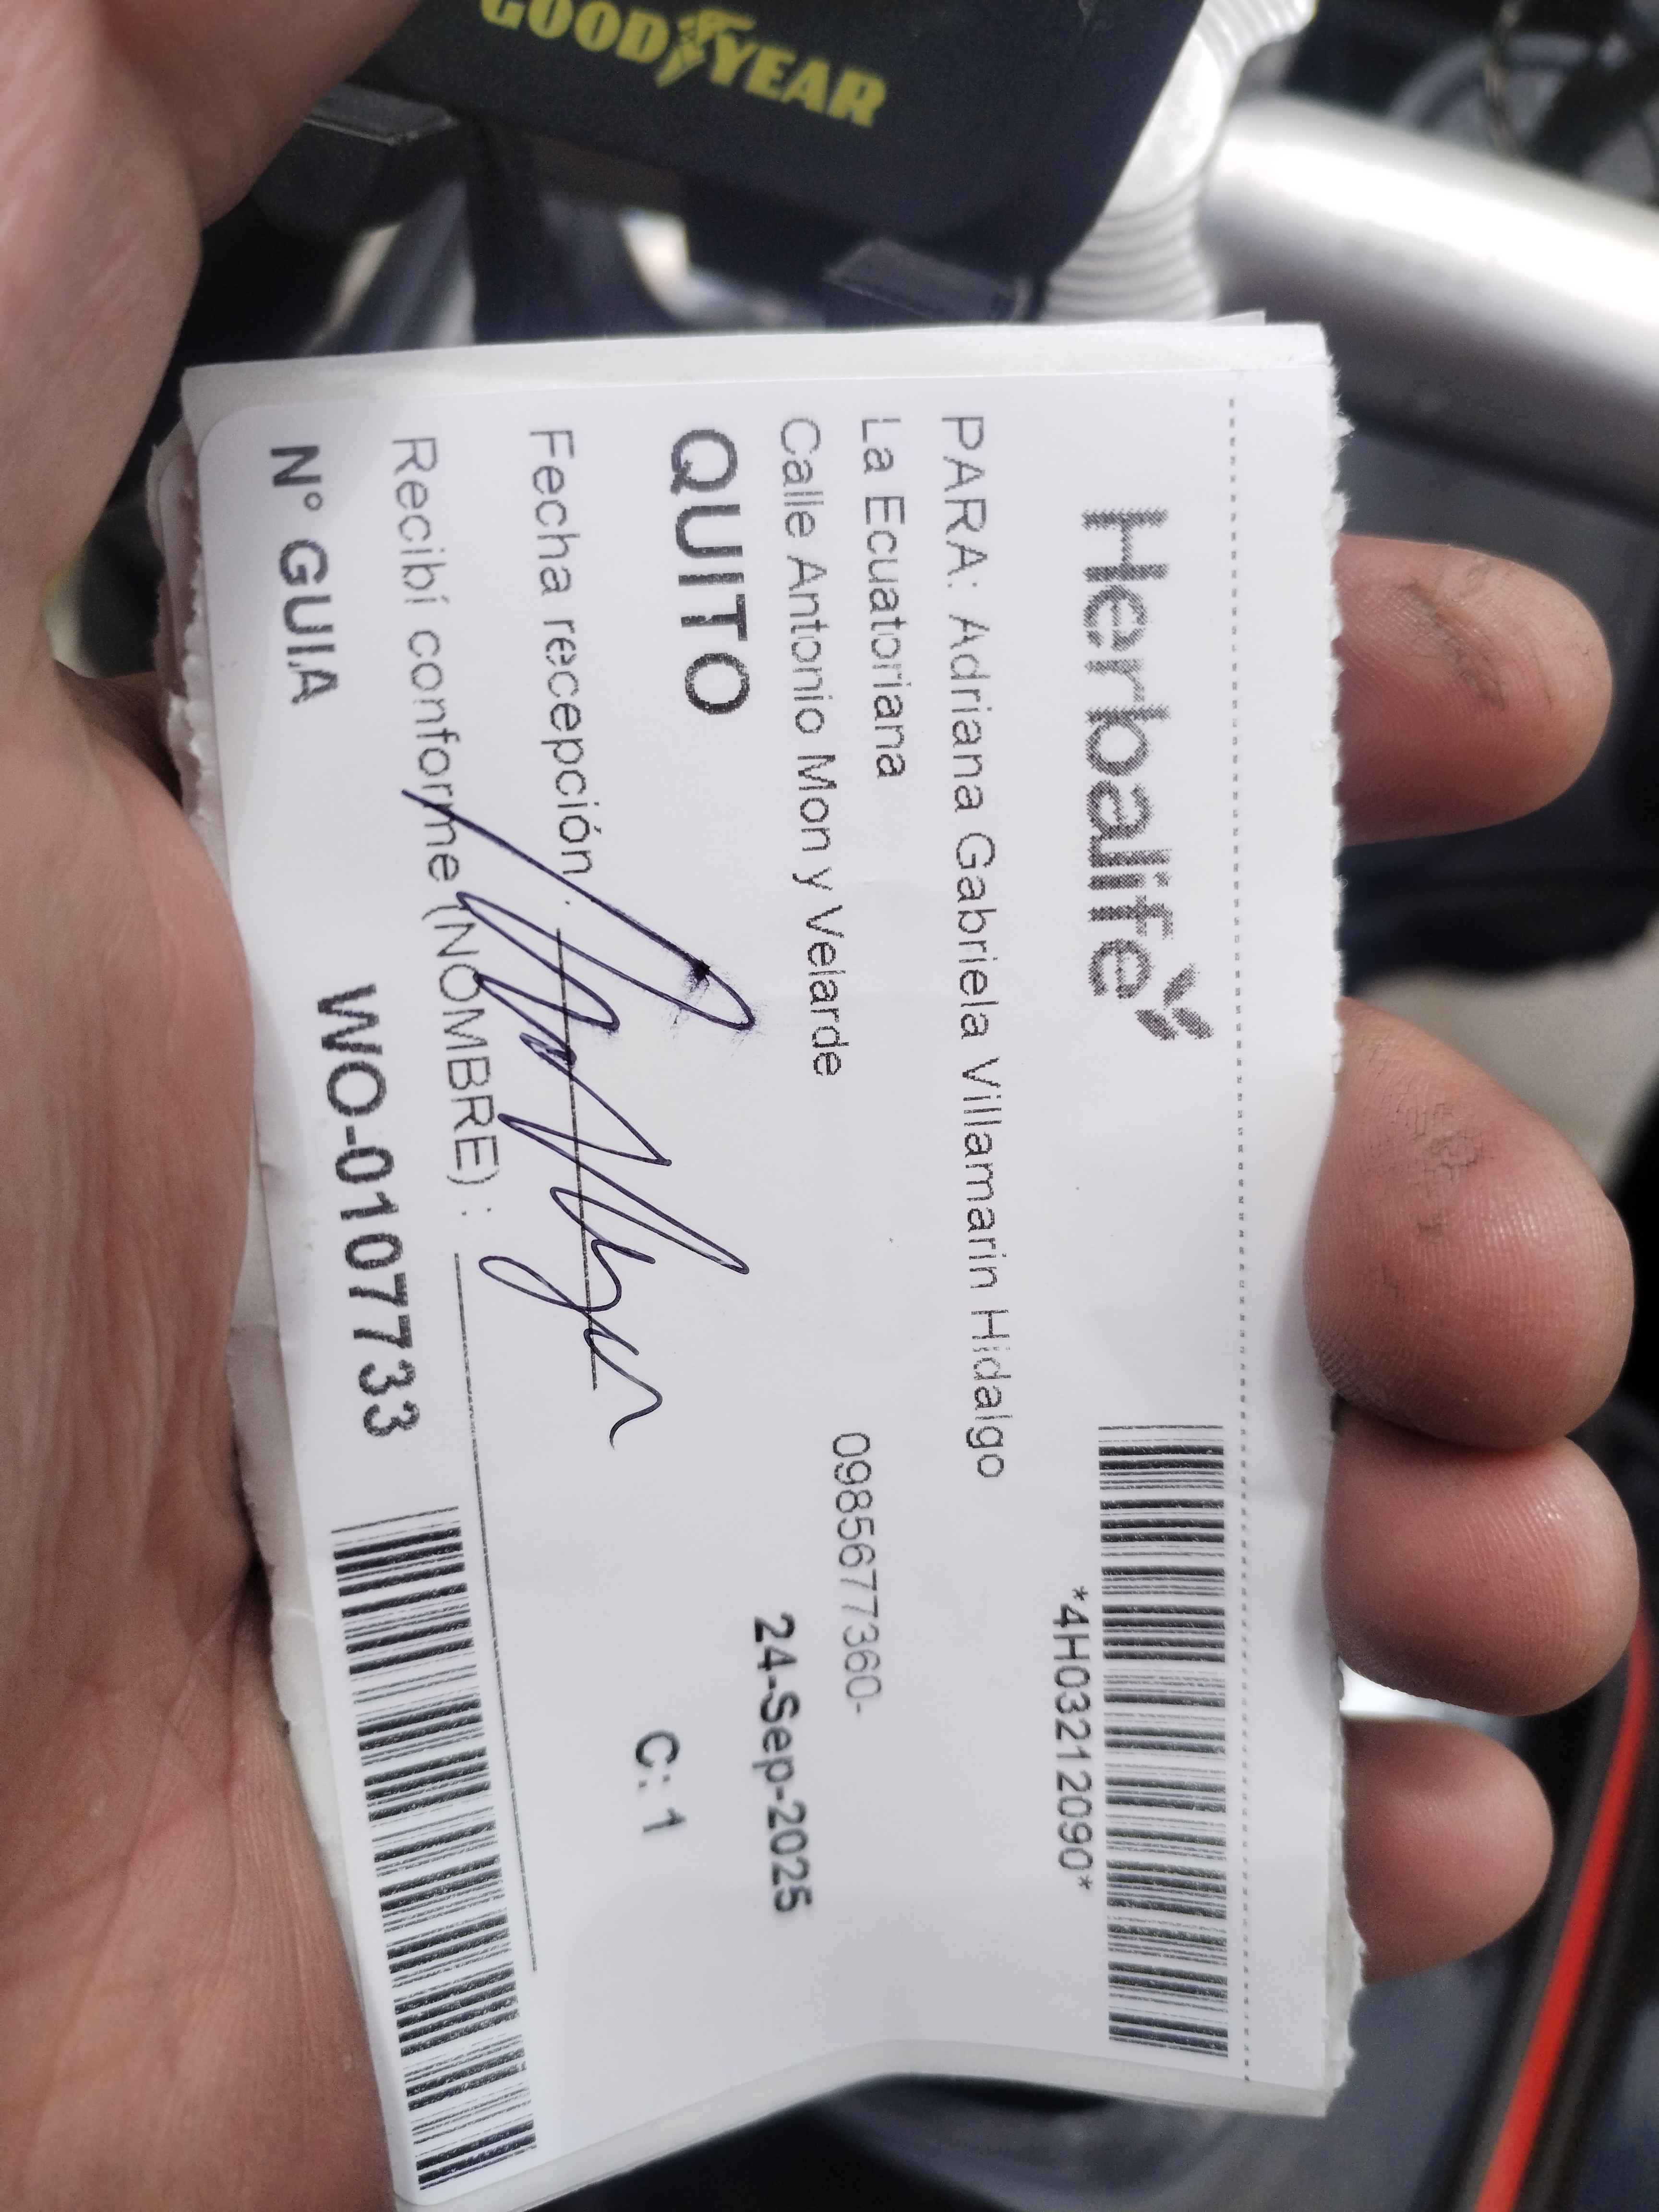 GOODYEAR
Herbalife
*4H03212090*
PARA: Adriana Gabriela Villamarin Hidalgo
La Ecuatoriana
0985677360-
Calle Antonio Mon y Velarde
24-Sep-2025
QUITO
C: 1
Fecha recepción:
Recibí conforme (NOMBRE) :
N° GUIA
WO-0107733